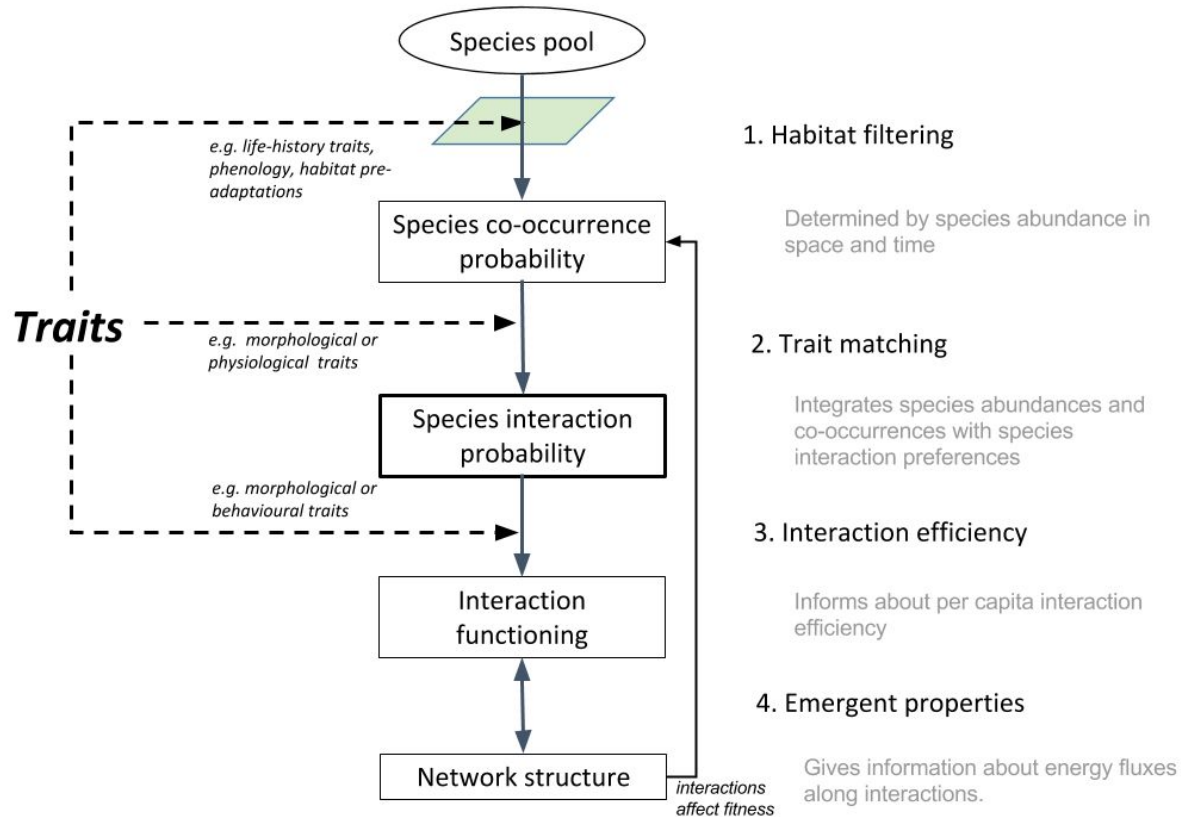 Species pool
e.g. life-history traits,
phenology, habitat pre-
adaptations
1. Habitat filtering
Species co-occurrence
probability
Determined by species abundance in
space and time
Traits
e.g.  morphological or
physiological  traits
2. Trait matching
Species interaction
probability
Integrates species abundances and
co-occurrences with species
interaction preferences
e.g. morphological or
behavioural traits
3. Interaction efficiency
Interaction
functioning
Informs about per capita interaction
efficiency
4. Emergent properties
Network structure
interactions
affect fitness
Gives information about energy fluxes
along interactions.